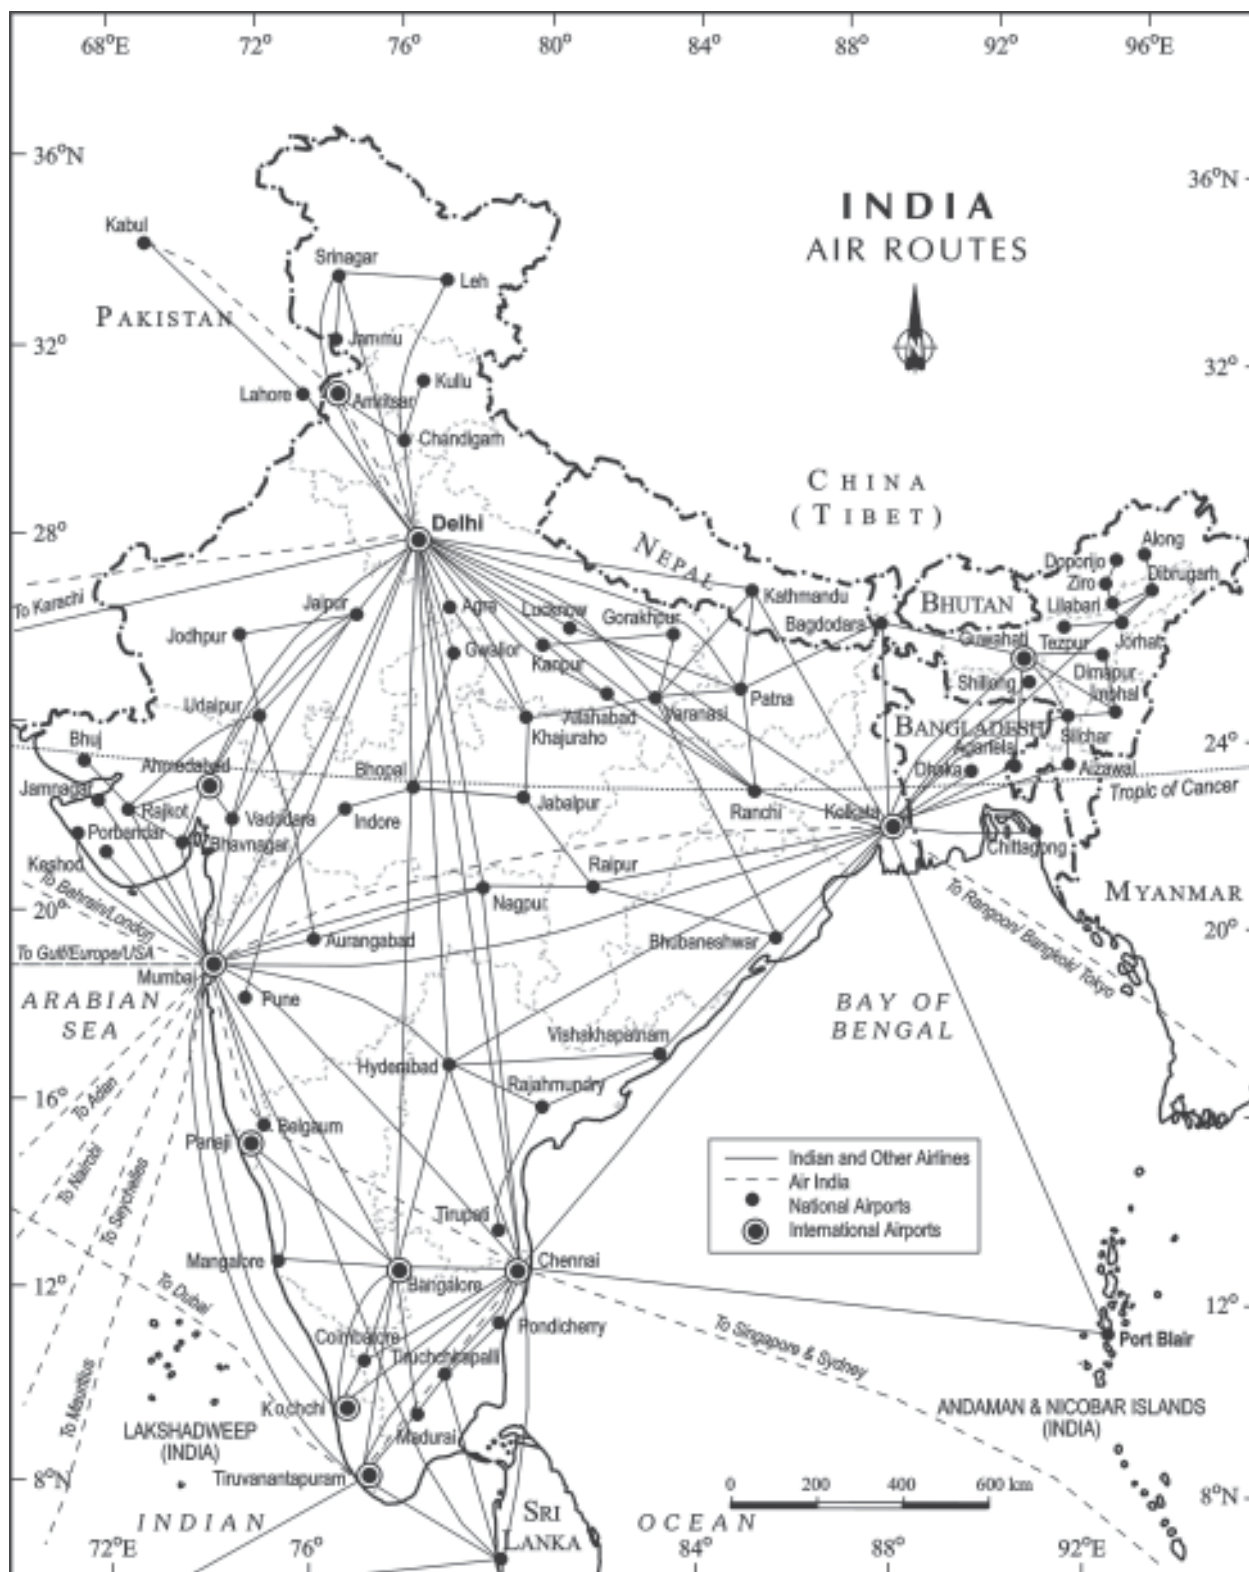 68°E 72° 76° 80° 84° 88° 92° 96°E
36°N
36°N
INDIA
AIR ROUTES
N
Kabul
Srinagar
Leh
PAKISTAN
Jammu
32°
32°
Kullu
Lahore
Amritsar
Chandigarh
CHINA
(TIBET)
28°
Delhi
NEPAL
Along
Doporijo
Ziro
Dibrugarh
To Karachi
Jaipur
Agra
Lucknow
Gorakhpur
Kathmandu
BHUTAN
Lilabari
Bagdodara
Jodhpur
Gwalior
Kanpur
Guwahati
Tezpur
Jorhat
Dimapur
Shillong
Imphal
Udaipur
Allahabad
Varanasi
Patna
Khajuraho
BANGLADESH
Silchar
Bhuj
24°
Agartela
Ahmedabad
Bhopal
Dhaka
Aizawal
Jamnagar
Tropic of Cancer
Rajkot
Vadodara
Indore
Jabalpur
Ranchi
Kolkata
Porbandar
Bhavnagar
Chittagong
Keshod
Raipur
To Bahrain/London
20°
Nagpur
MYANMAR
To Rangoon/ Bangkok/ Tokyo
20°
To Gulf/Europe/USA
Aurangabad
Bhubaneshwar
Mumbai
ARABIAN
SEA
Pune
BAY OF
BENGAL
Vishakhapatnam
Hyderabad
Rajahmundry
16°
To Adan
Belgaum
Panaji
To Nairobi
To Seychelles
Indian and Other Airlines
Air India
National Airports
International Airports
Tirupati
Mangalore
Chennai
Bangalore
12°
12°
To Dubai
Pondicherry
To Singapore & Sydney
Port Blair
Coimbalore
Tiruchchirapalli
To Mauritius
Kochchi
LAKSHADWEEP
(INDIA)
Madurai
ANDAMAN & NICOBAR ISLANDS
(INDIA)
8°N
Tiruvanantapuram
0 200 400 600 km
8°N
INDIAN
SRI
LANKA
OCEAN
72°E 76° 84° 88° 92°E